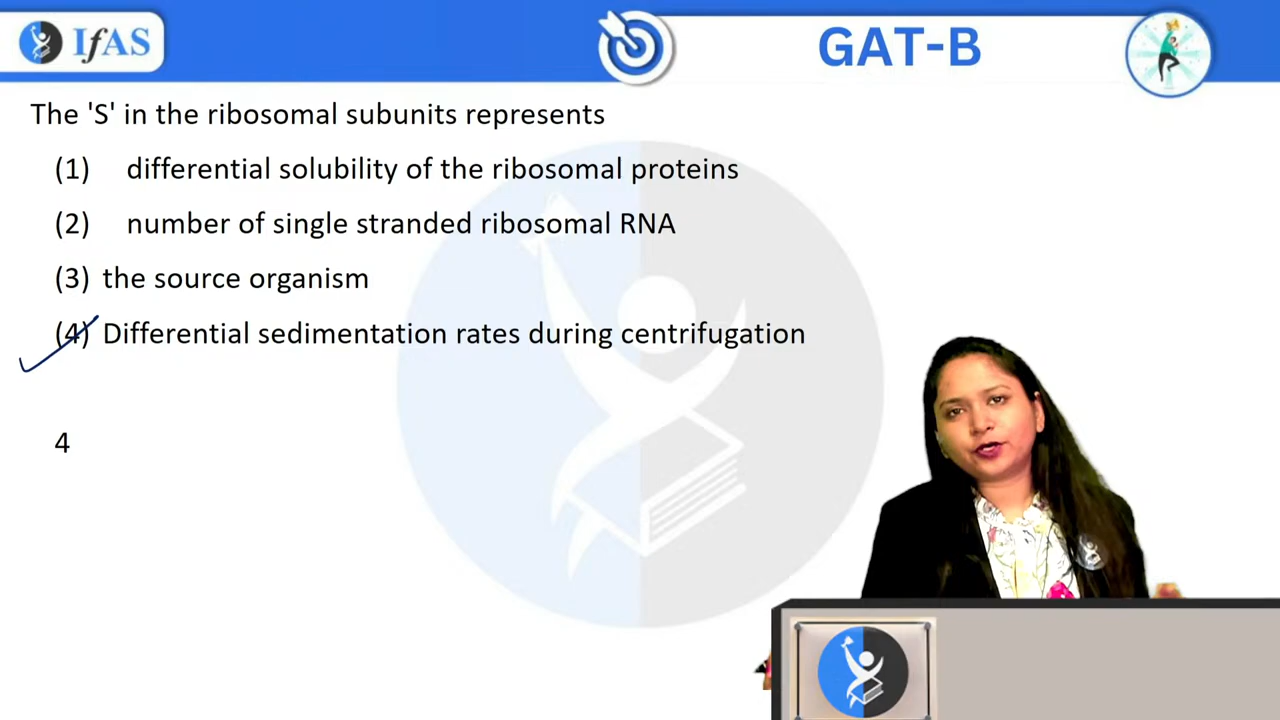 IfAS
GAT-B
The 'S' in the ribosomal subunits represents
(1) differential solubility of the ribosomal proteins
(2) number of single stranded ribosomal RNA
(3) the source organism
(4) Differential sedimentation rates during centrifugation
4